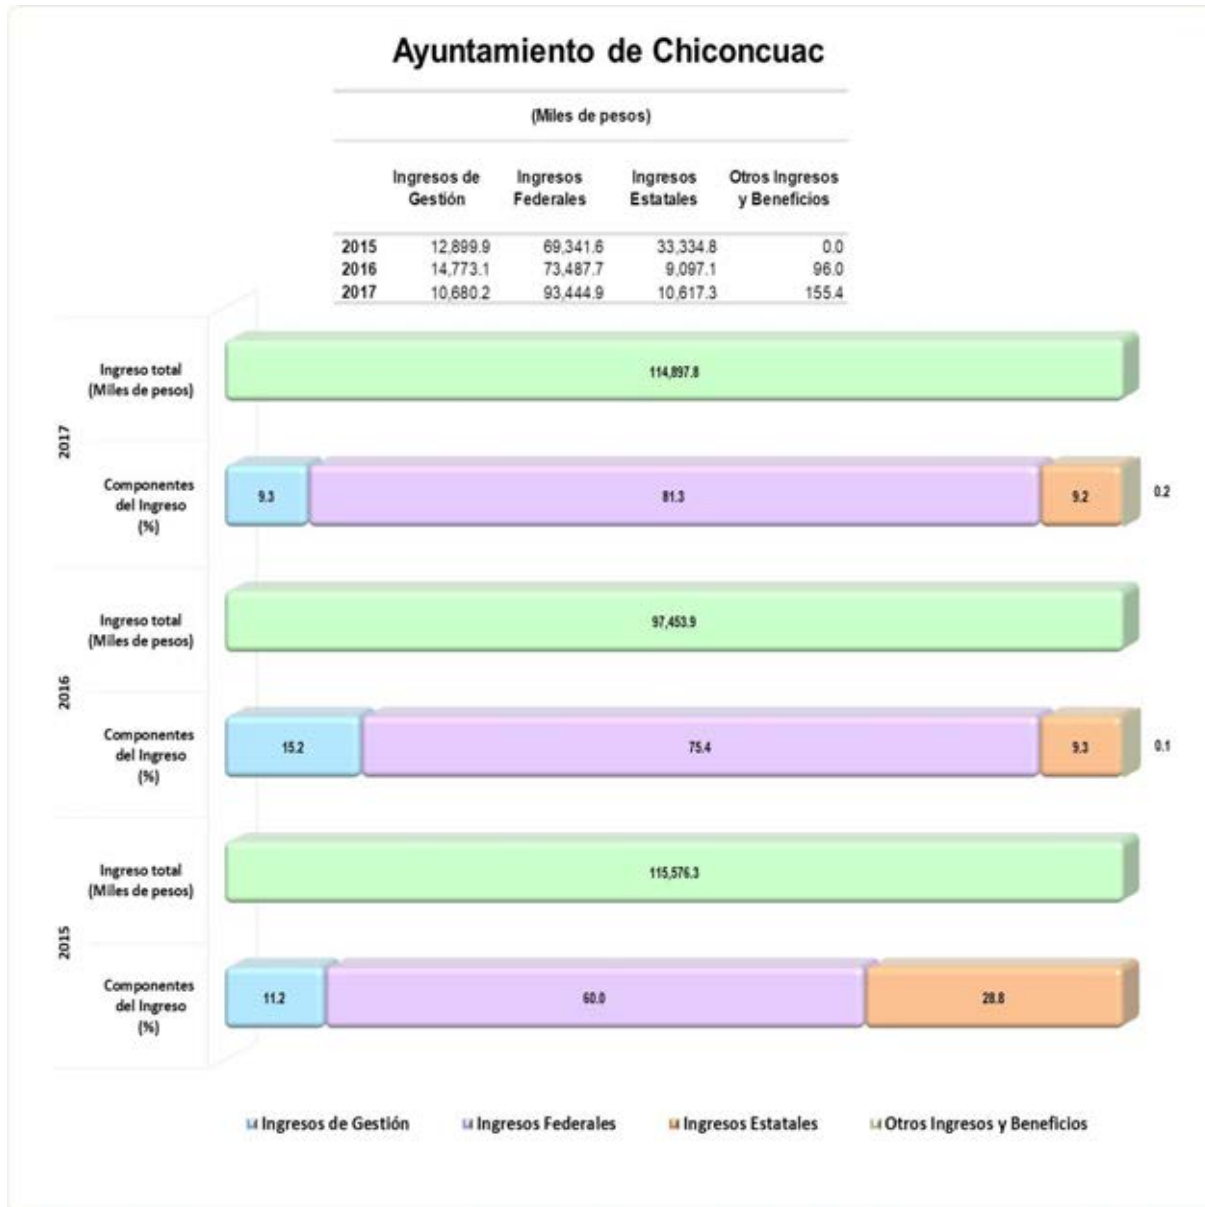 Ayuntamiento de Chiconcuac
(Miles de pesos)
Ingresos de Gestión Ingresos Federales Ingresos Estatales Otros Ingresos y Beneficios
2015 12,899.9 69,341.6 33,334.8 0.0
2016 14,773.1 73,487.7 9,097.1 96.0
2017 10,680.2 93,444.9 10,617.3 155.4
2017
Ingreso total
(Miles de pesos)
114,897.8
Componentes
del Ingreso
(%)
9.3 81.3 9.2 0.2
2016
Ingreso total
(Miles de pesos)
97,453.9
Componentes
del Ingreso
(%)
15.2 75.4 9.3 0.1
2015
Ingreso total
(Miles de pesos)
115,576.3
Componentes
del Ingreso
(%)
11.2 60.0 28.8
Ingresos de Gestión Ingresos Federales Ingresos Estatales Otros Ingresos y Beneficios